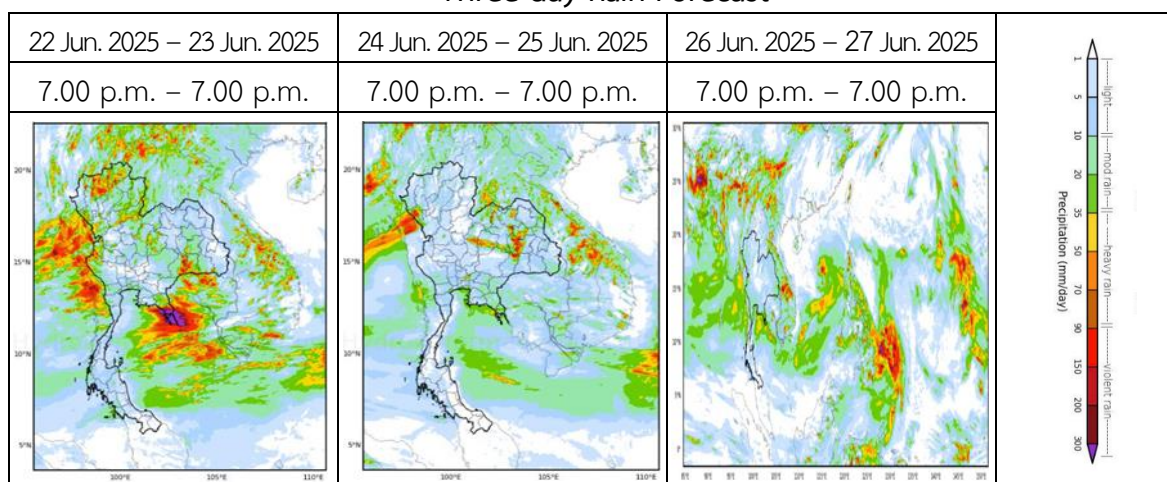 Three-day Rain Forecast
22 Jun. 2025 – 23 Jun. 2025
24 Jun. 2025 – 25 Jun. 2025
26 Jun. 2025 – 27 Jun. 2025
7.00 p.m. – 7.00 p.m.
7.00 p.m. – 7.00 p.m.
7.00 p.m. – 7.00 p.m.
20°N
15°N
10°N
5°N
100°E
105°E
110°E
20°N
15°N
10°N
5°N
100°E
105°E
110°E
1
5
10
20
35
50
70
90
150
200
300
light
mod rain
heavy rain
violent rain
Precipitation (mm/day)